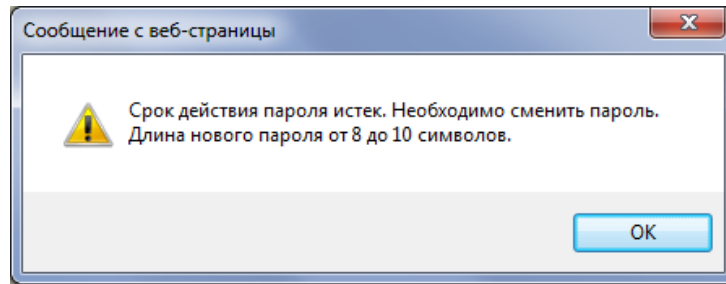 Сообщение с веб-страницы
Срок действия пароля истек. Необходимо сменить пароль.
Длина нового пароля от 8 до 10 символов.
OK